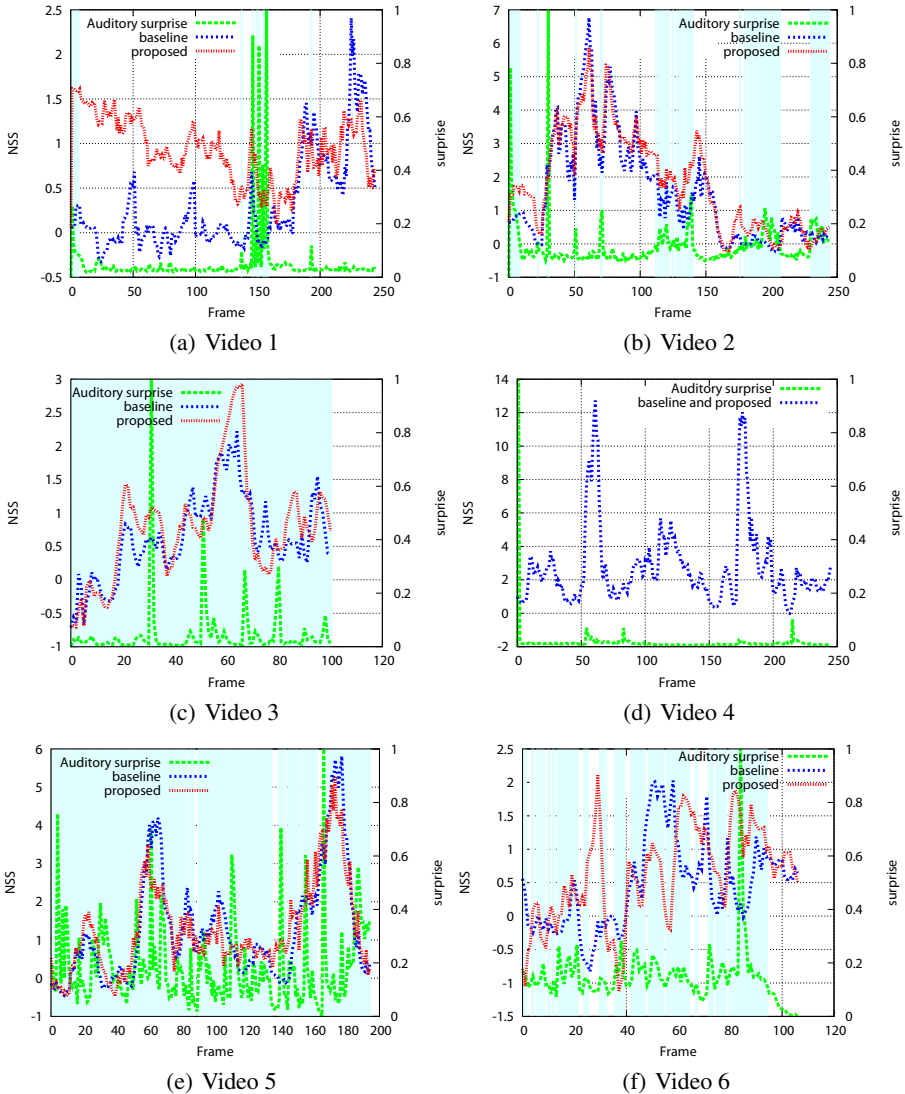 2.5
2
1.5
1
0.5
0
-0.5
NSS
Auditory surprise
baseline
proposed
1
0.8
0.6
0.4
0.2
0
surprise
0 50 100 150 200 250
Frame
(a) Video 1
7
6
5
4
3
2
1
0
-1
NSS
Auditory surprise
baseline
proposed
1
0.8
0.6
0.4
0.2
0
surprise
0 50 100 150 200 250
Frame
(b) Video 2
3
2.5
2
1.5
1
0.5
0
-0.5
-1
NSS
Auditory surprise
baseline
proposed
1
0.8
0.6
0.4
0.2
0
surprise
0 20 40 60 80 100 120
Frame
(c) Video 3
14
12
10
8
6
4
2
0
-2
NSS
Auditory surprise
baseline and proposed
1
0.8
0.6
0.4
0.2
0
surprise
0 50 100 150 200 250
Frame
(d) Video 4
6
5
4
3
2
1
0
-1
NSS
Auditory surprise
baseline
proposed
1
0.8
0.6
0.4
0.2
0
surprise
0 20 40 60 80 100 120 140 160 180 200
Frame
(e) Video 5
2.5
2
1.5
1
0.5
0
-0.5
-1
-1.5
NSS
Auditory surprise
baseline
proposed
1
0.8
0.6
0.4
0.2
0
surprise
0 20 40 60 80 100 120
Frame
(f) Video 6